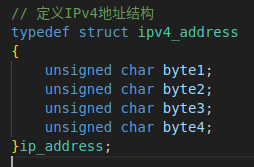 // 定义IPv4地址结构
typedef struct ipv4_address
{
    unsigned char byte1;
    unsigned char byte2;
    unsigned char byte3;
    unsigned char byte4;
}ip_address;